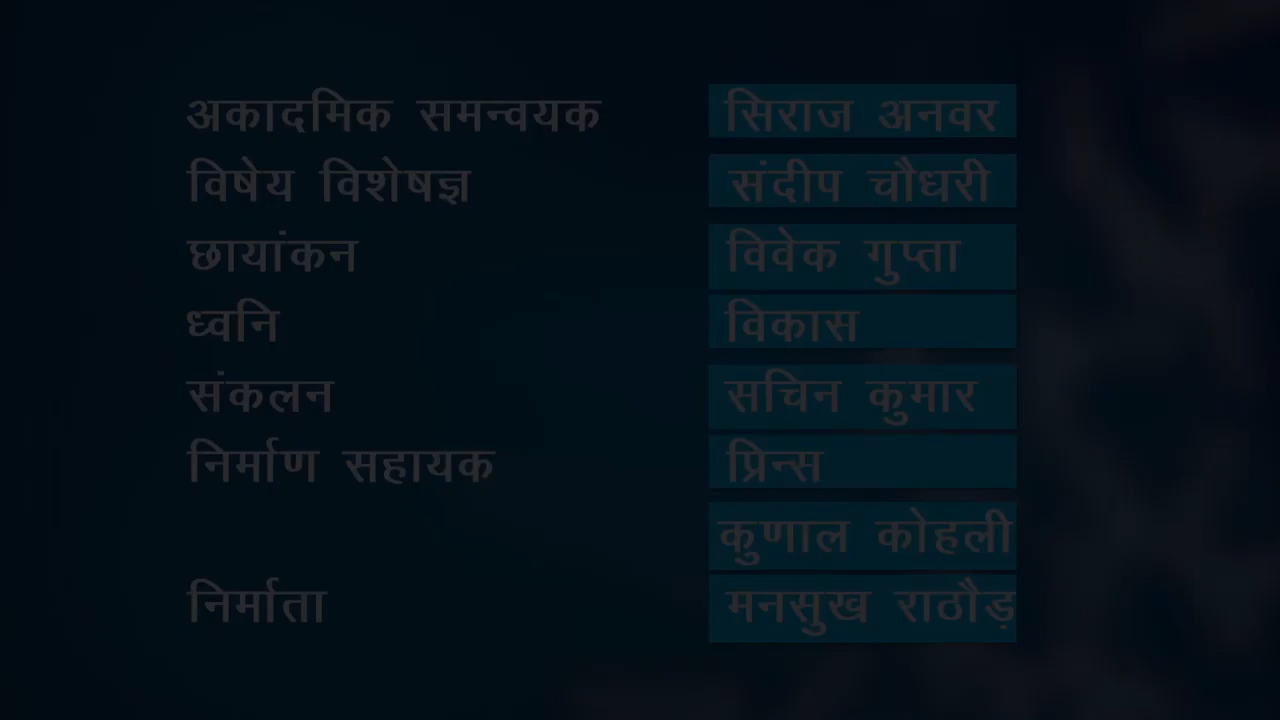 अकादमिक समन्वयक सिराज अनवर
विषेय विशेषज्ञ संदीप चौधरी
छायांकन विवेक गुप्ता
ध्वनि विकास
संकलन सचिन कुमार
निर्माण सहायक प्रिन्स
कुणाल कोहली
निर्माता मनसुख राठौड़